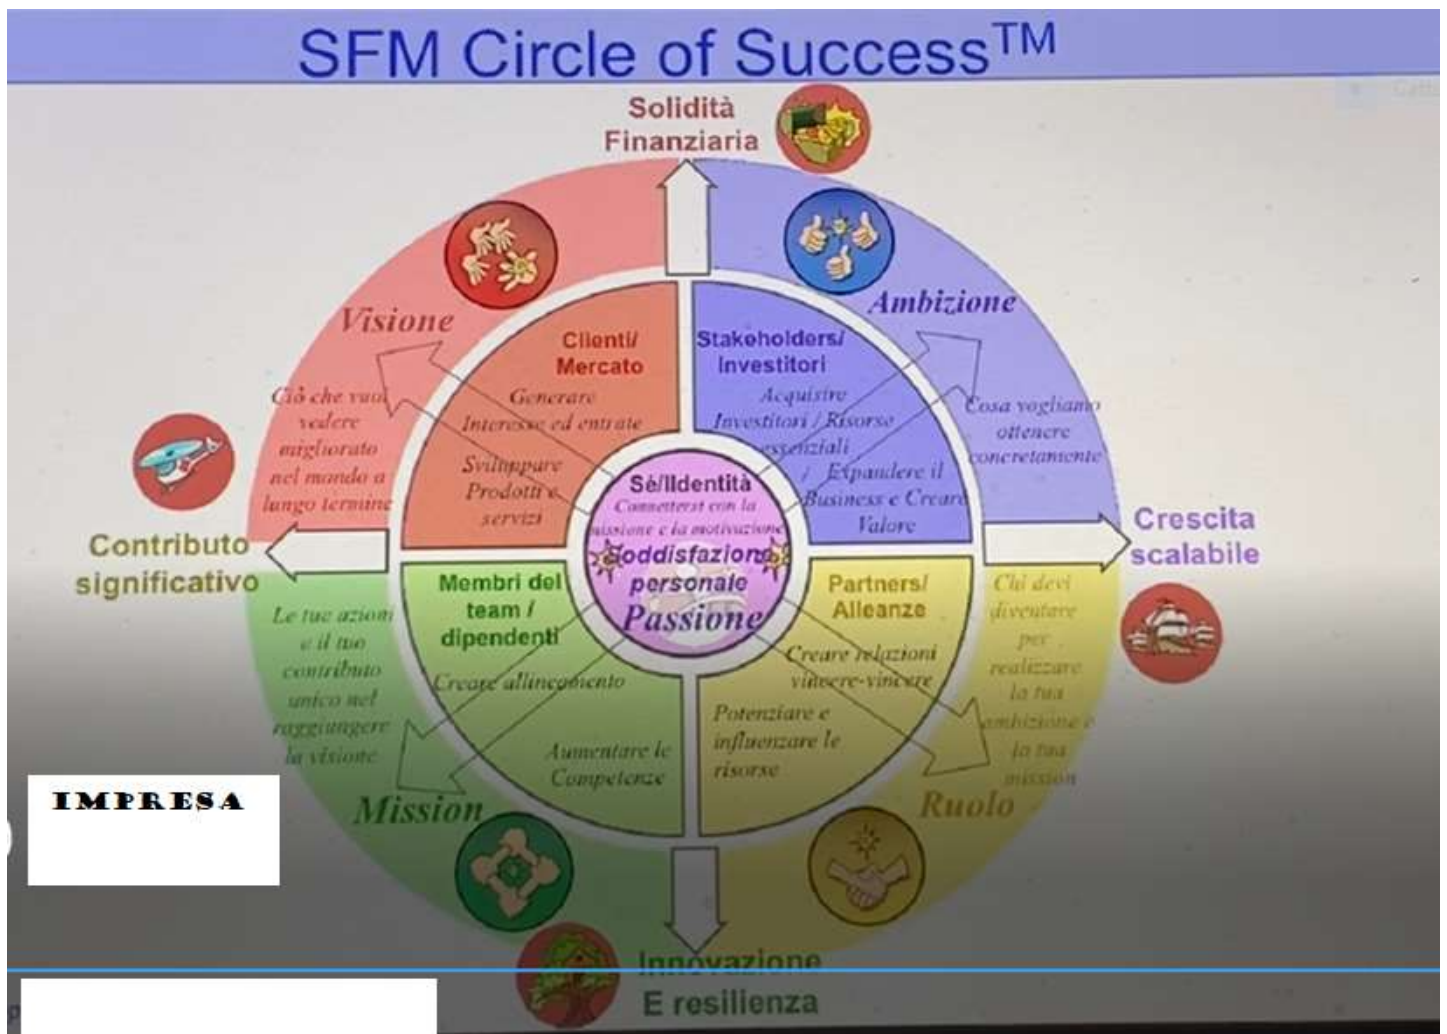 SFM Circle of Success™
Solidità
Finanziaria
Visione
Ciò che vuoi
vedere
migliorato
nel mondo a
lungo termine
Clienti/
Mercato
Generare
Interesse ed entrate
Sviluppare
Prodotti e
servizi
Ambizione
Cosa vogliamo
ottenere
concretamente
Stakeholders/
Investitori
Acquisire
Investitori / Risorse
essenziali
/ Expandere il
Business e Creare
Valore
Contributo
significativo
Crescita
scalabile
Sé/IIdentità
Connettersi con la
missione e la motivazione
Soddisfazione
personale
Passione
Membri del
team /
dipendenti
Creare allineamento
Aumentare le
Competenze
Le tue azioni
e il tuo
contributo
unico nel
raggiungere
la visione
Mission
Partners/
Alleanze
Creare relazioni
vincere-vincere
Potenziare e
influenzare le
risorse
Chi devi
diventare
per
realizzare
la tua
ambizione e
la tua
mission
Ruolo
IMPRESA
Innovazione
E resilienza